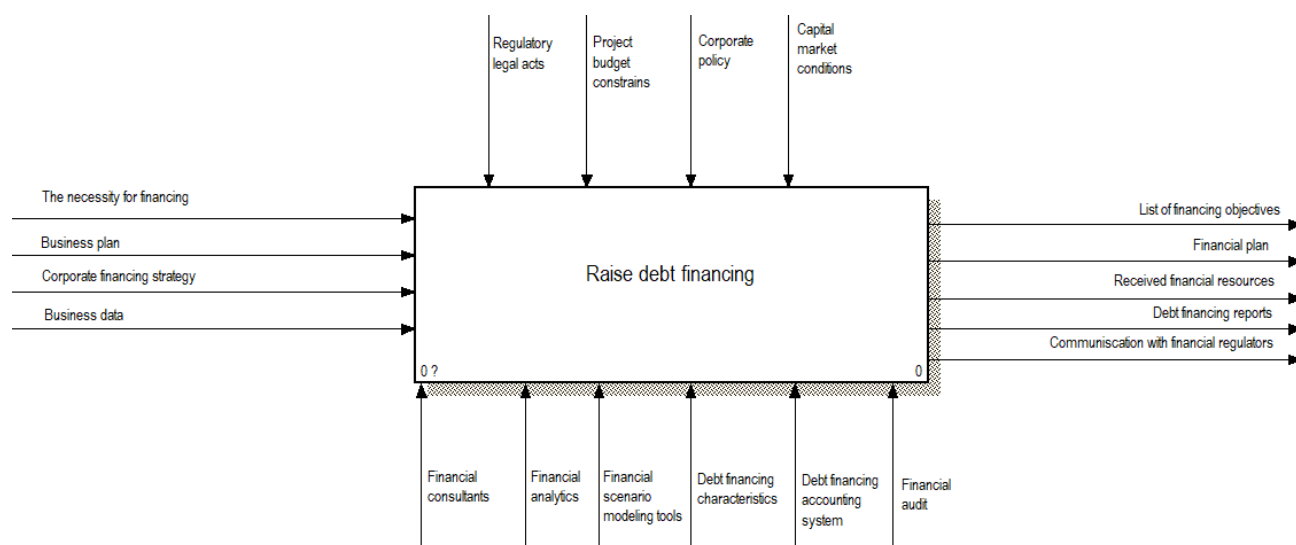 Regulatory
legal acts
Project
budget
constrains
Corporate
policy
Capital
market
conditions
The necessity for financing
Business plan
Corporate financing strategy
Business data
Raise debt financing
0 ?
0
List of financing objectives
Financial plan
Received financial resources
Debt financing reports
Communiscation with financial regulators
Financial
consultants
Financial
analytics
Financial
scenario
modeling tools
Debt financing
characteristics
Debt financing
accounting
system
Financial
audit